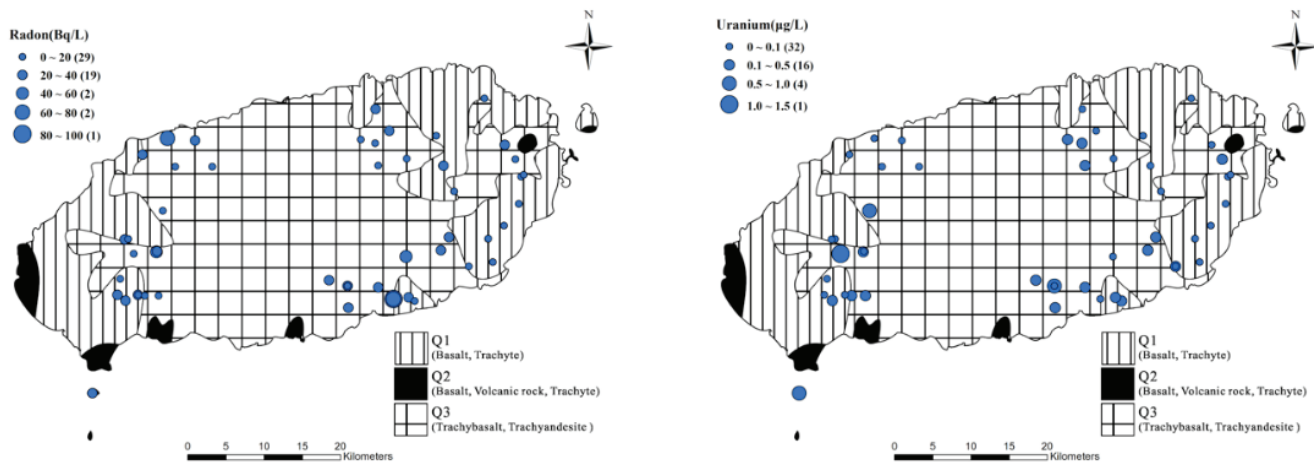 N
Radon(Bq/L)
0 ~ 20 (29)
20 ~ 40 (19)
40 ~ 60 (2)
60 ~ 80 (2)
80 ~ 100 (1)
Q1
(Basalt, Trachyte)
Q2
(Basalt, Volcanic rock, Trachyte)
Q3
(Trachybasalt, Trachyandesite )
0 5 10 15 20
Kilometers
N
Uranium(µg/L)
0 ~ 0.1 (32)
0.1 ~ 0.5 (16)
0.5 ~ 1.0 (4)
1.0 ~ 1.5 (1)
Q1
(Basalt, Trachyte)
Q2
(Basalt, Volcanic rock, Trachyte)
Q3
(Trachybasalt, Trachyandesite )
0 5 10 15 20
Kilometers